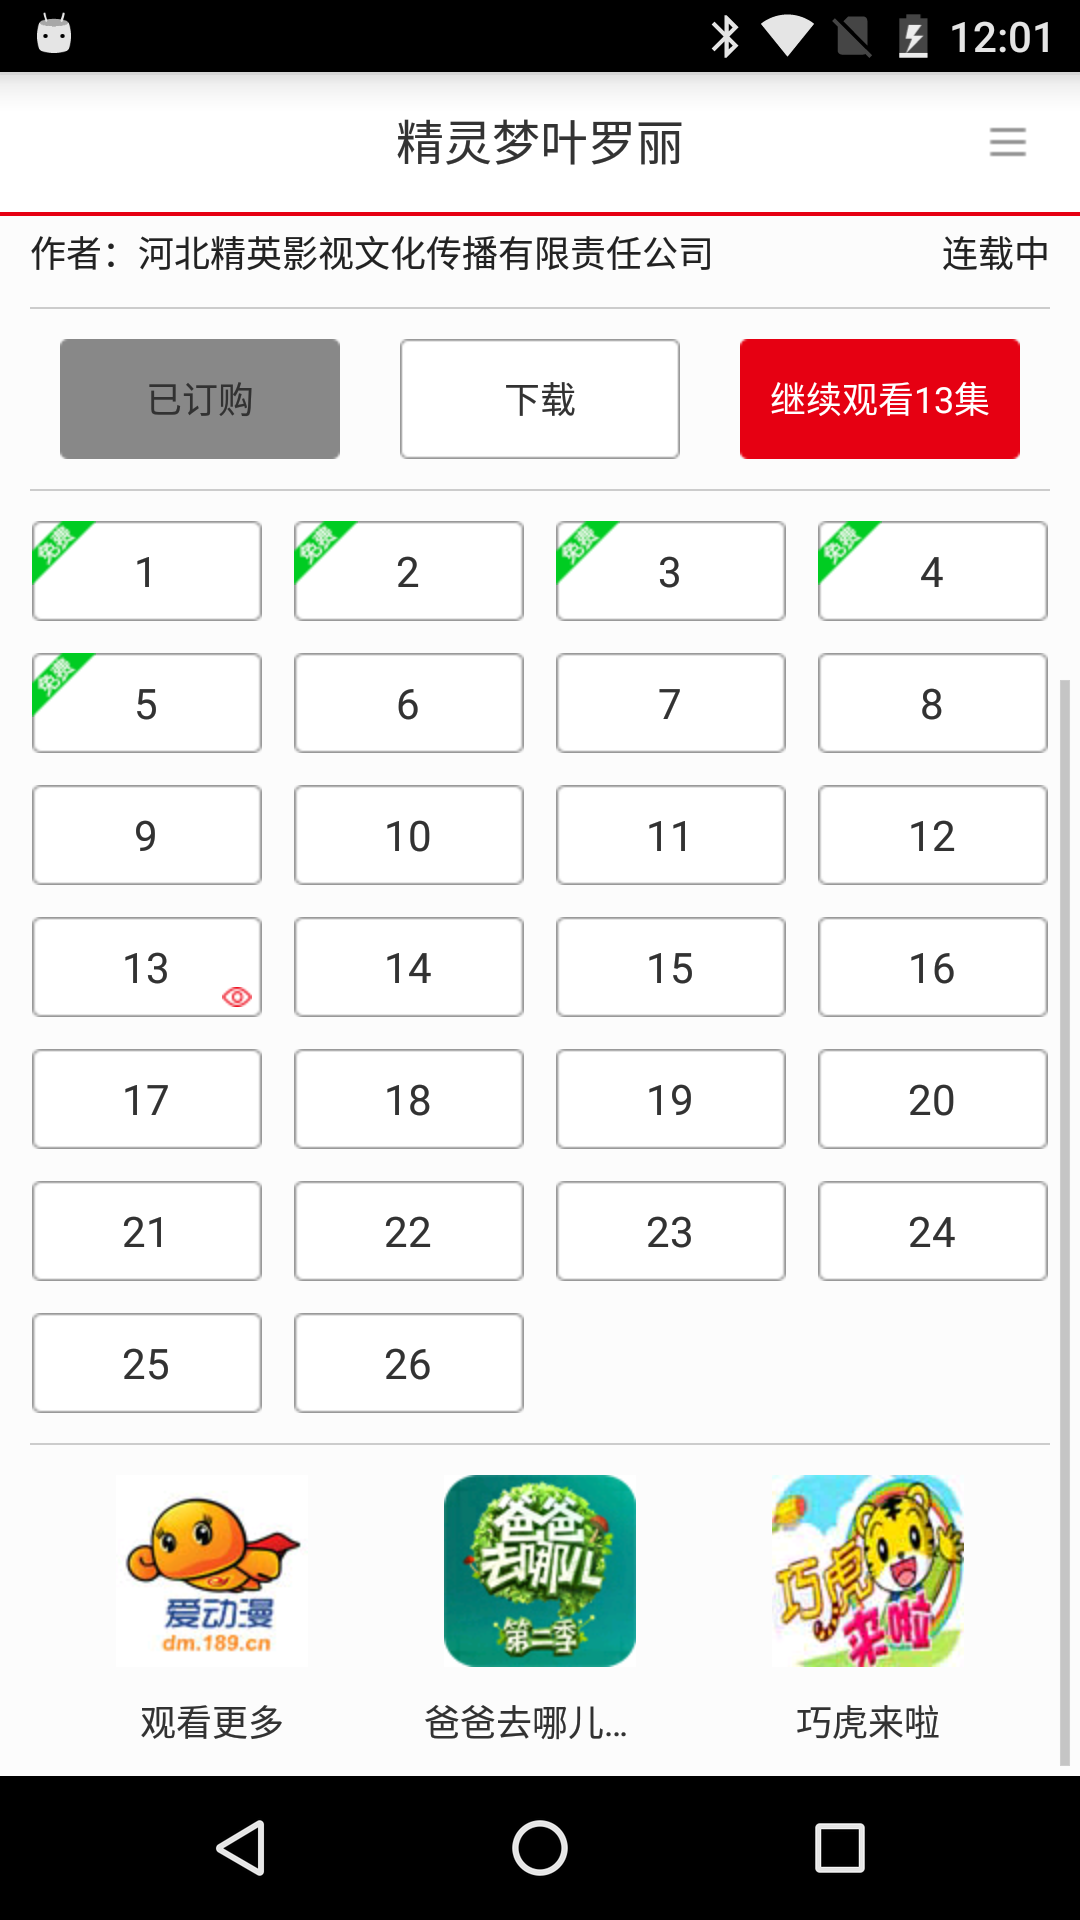 12:01
精灵梦叶罗丽
作者：河北精英影视文化传播有限责任公司 连载中
已订购 下载 继续观看13集
免费 1 免费 2 免费 3 免费 4
免费 5 6 7 8
9 10 11 12
13 14 15 16
17 18 19 20
21 22 23 24
25 26
爱动漫
dm.189.cn
爸爸去哪儿
第二季
巧虎来啦
观看更多 爸爸去哪儿... 巧虎来啦